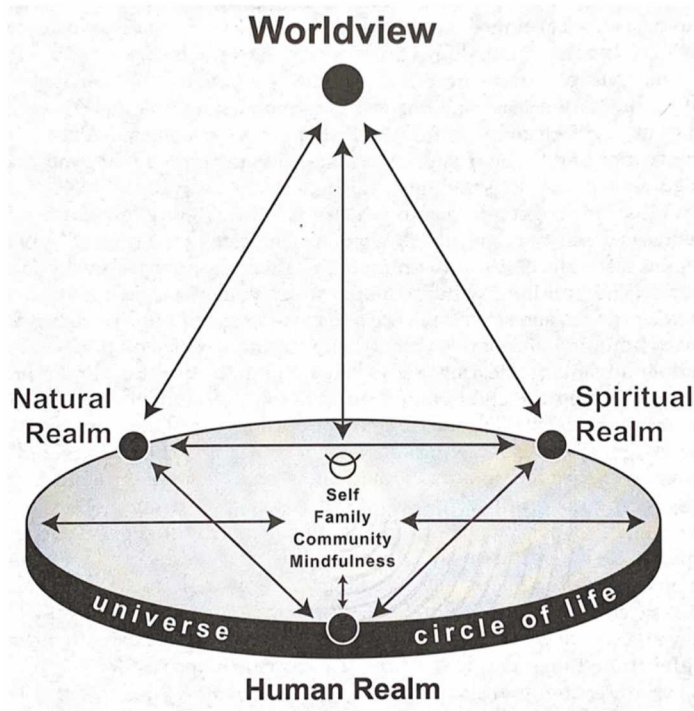 Worldview
Natural
Realm
Spiritual
Realm
Self
Family
Community
Mindfulness
universe
circle of life
Human Realm